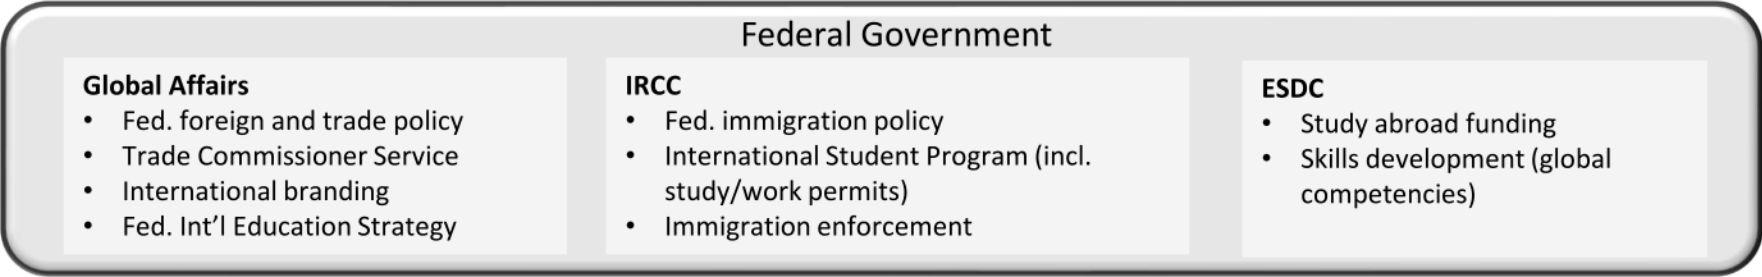 Federal Government
Global Affairs
• Fed. foreign and trade policy
• Trade Commissioner Service
• International branding
• Fed. Int’l Education Strategy
IRCC
• Fed. immigration policy
• International Student Program (incl.
study/work permits)
• Immigration enforcement
ESDC
• Study abroad funding
• Skills development (global
competencies)